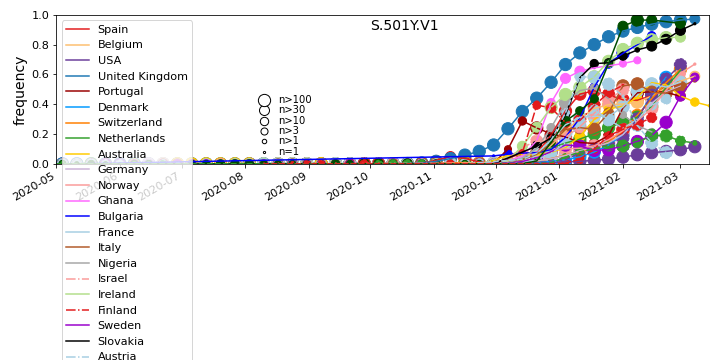 S.501Y.V1
frequency
1.0
0.8
0.6
0.4
0.2
0.0
2020-05
2020-06
2020-07
2020-08
2020-09
2020-10
2020-11
2020-12
2021-01
2021-02
2021-03
n>100
n>30
n>10
n>3
n>1
n=1
Spain
Belgium
USA
United Kingdom
Portugal
Denmark
Switzerland
Netherlands
Australia
Germany
Norway
Ghana
Bulgaria
France
Italy
Nigeria
Israel
Ireland
Finland
Sweden
Slovakia
Austria